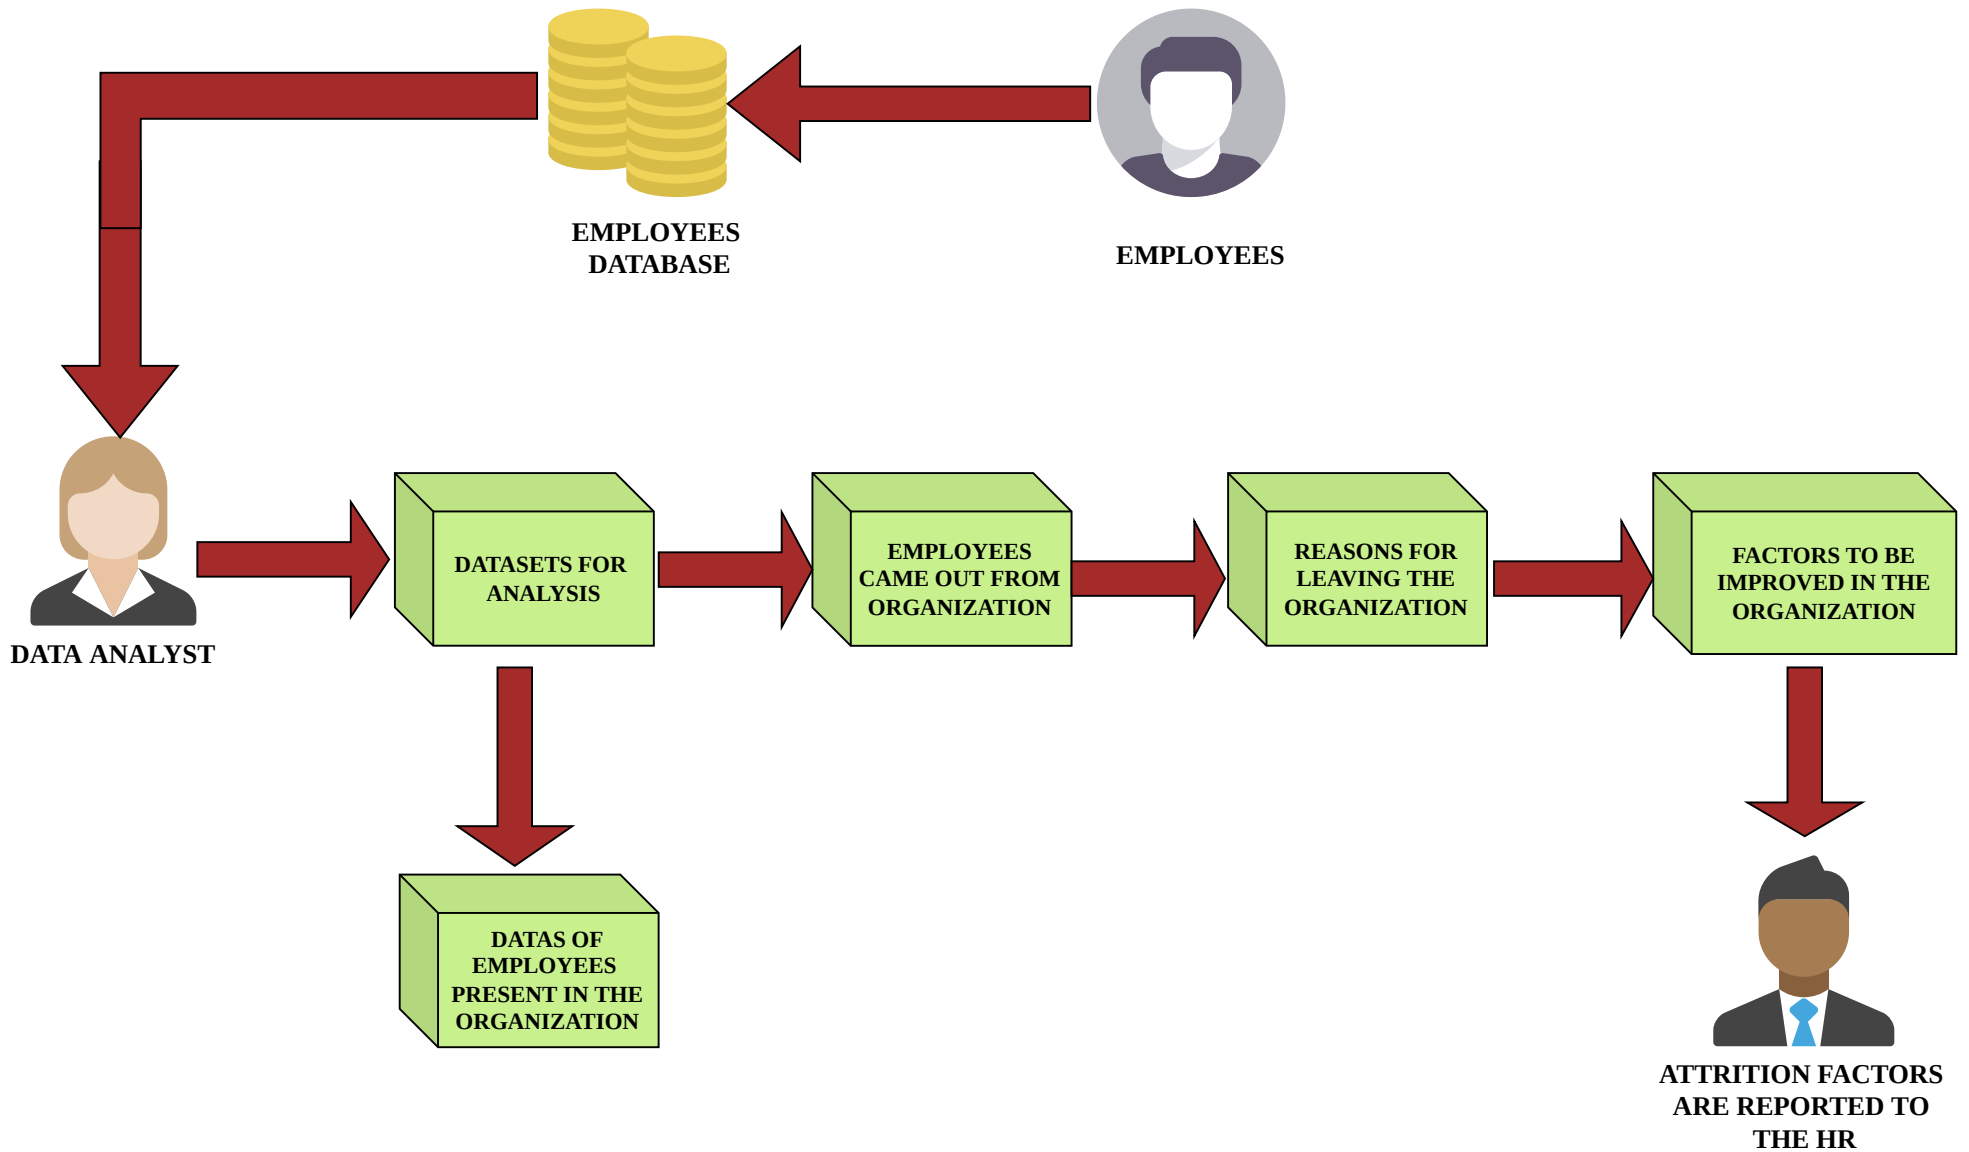 EMPLOYEES
DATABASE
EMPLOYEES
DATA ANALYST
DATASETS FOR
ANALYSIS
EMPLOYEES
CAME OUT FROM
ORGANIZATION
REASONS FOR
LEAVING THE
ORGANIZATION
FACTORS TO BE
IMPROVED IN THE
ORGANIZATION
DATAS OF
EMPLOYEES
PRESENT IN THE
ORGANIZATION
ATTRITION FACTORS
ARE REPORTED TO
THE HR